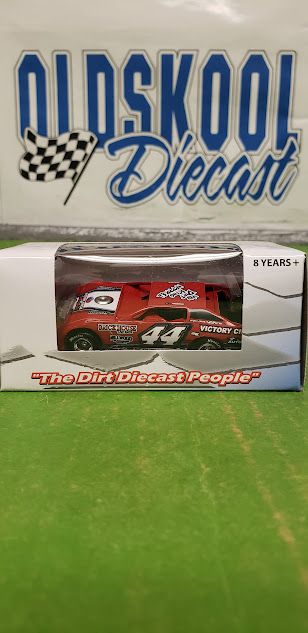 OLDSKOOL
Diecast
8 YEARS +
44
VICTORY C
"The Dirt Diecast People"